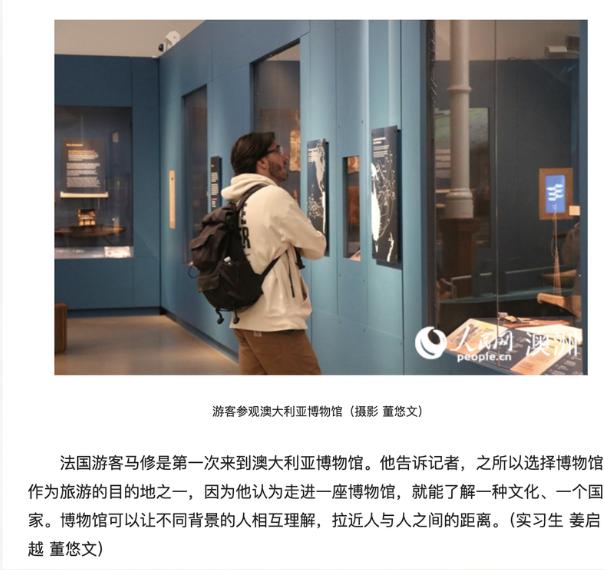 人民网 澳洲
people.cn
游客参观澳大利亚博物馆（摄影 董悠文）
法国游客马修是第一次来到澳大利亚博物馆。他告诉记者，之所以选择博物馆
作为旅游的目的地之一，因为他认为走进一座博物馆，就能了解一种文化、一个国
家。博物馆可以让不同背景的人相互理解，拉近人与人之间的距离。（实习生 姜启
越 董悠文）